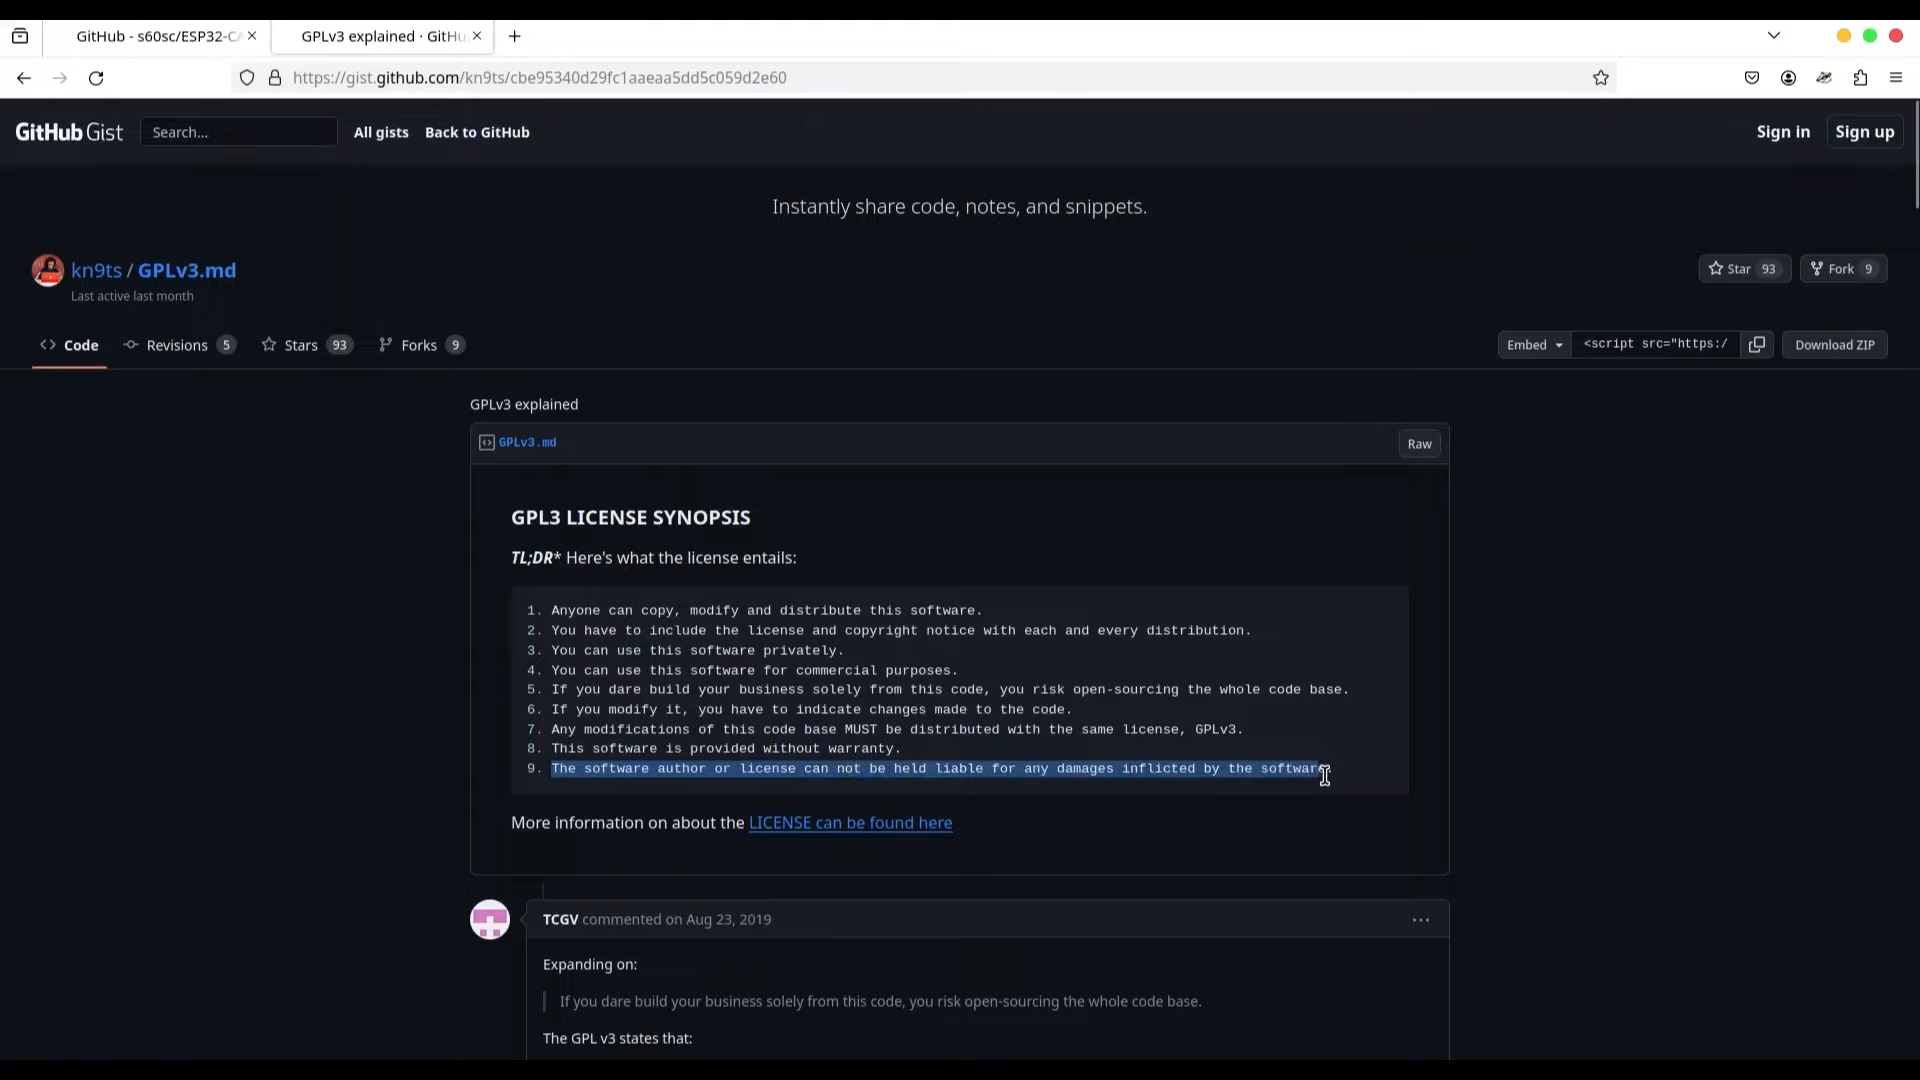 GitHub - s60sc/ESP32-CA
GPLv3 explained · GitHu
https://gist.github.com/kn9ts/cbe95340d29fc1aaeaa5dd5c059d2e60
GitHub Gist
Search...
All gists
Back to GitHub
Sign in
Sign up
Instantly share code, notes, and snippets.
kn9ts / GPLv3.md
Last active last month
Star 93
Fork 9
Code
Revisions 5
Stars 93
Forks 9
Embed
<script src="https:/
Download ZIP
GPLv3 explained
GPLv3.md
Raw
GPL3 LICENSE SYNOPSIS
TL;DR* Here's what the license entails:
1. Anyone can copy, modify and distribute this software.
2. You have to include the license and copyright notice with each and every distribution.
3. You can use this software privately.
4. You can use this software for commercial purposes.
5. If you dare build your business solely from this code, you risk open-sourcing the whole code base.
6. If you modify it, you have to indicate changes made to the code.
7. Any modifications of this code base MUST be distributed with the same license, GPLv3.
8. This software is provided without warranty.
9. The software author or license can not be held liable for any damages inflicted by the software.
More information on about the LICENSE can be found here
TCGV commented on Aug 23, 2019
Expanding on:
If you dare build your business solely from this code, you risk open-sourcing the whole code base.
The GPL v3 states that: